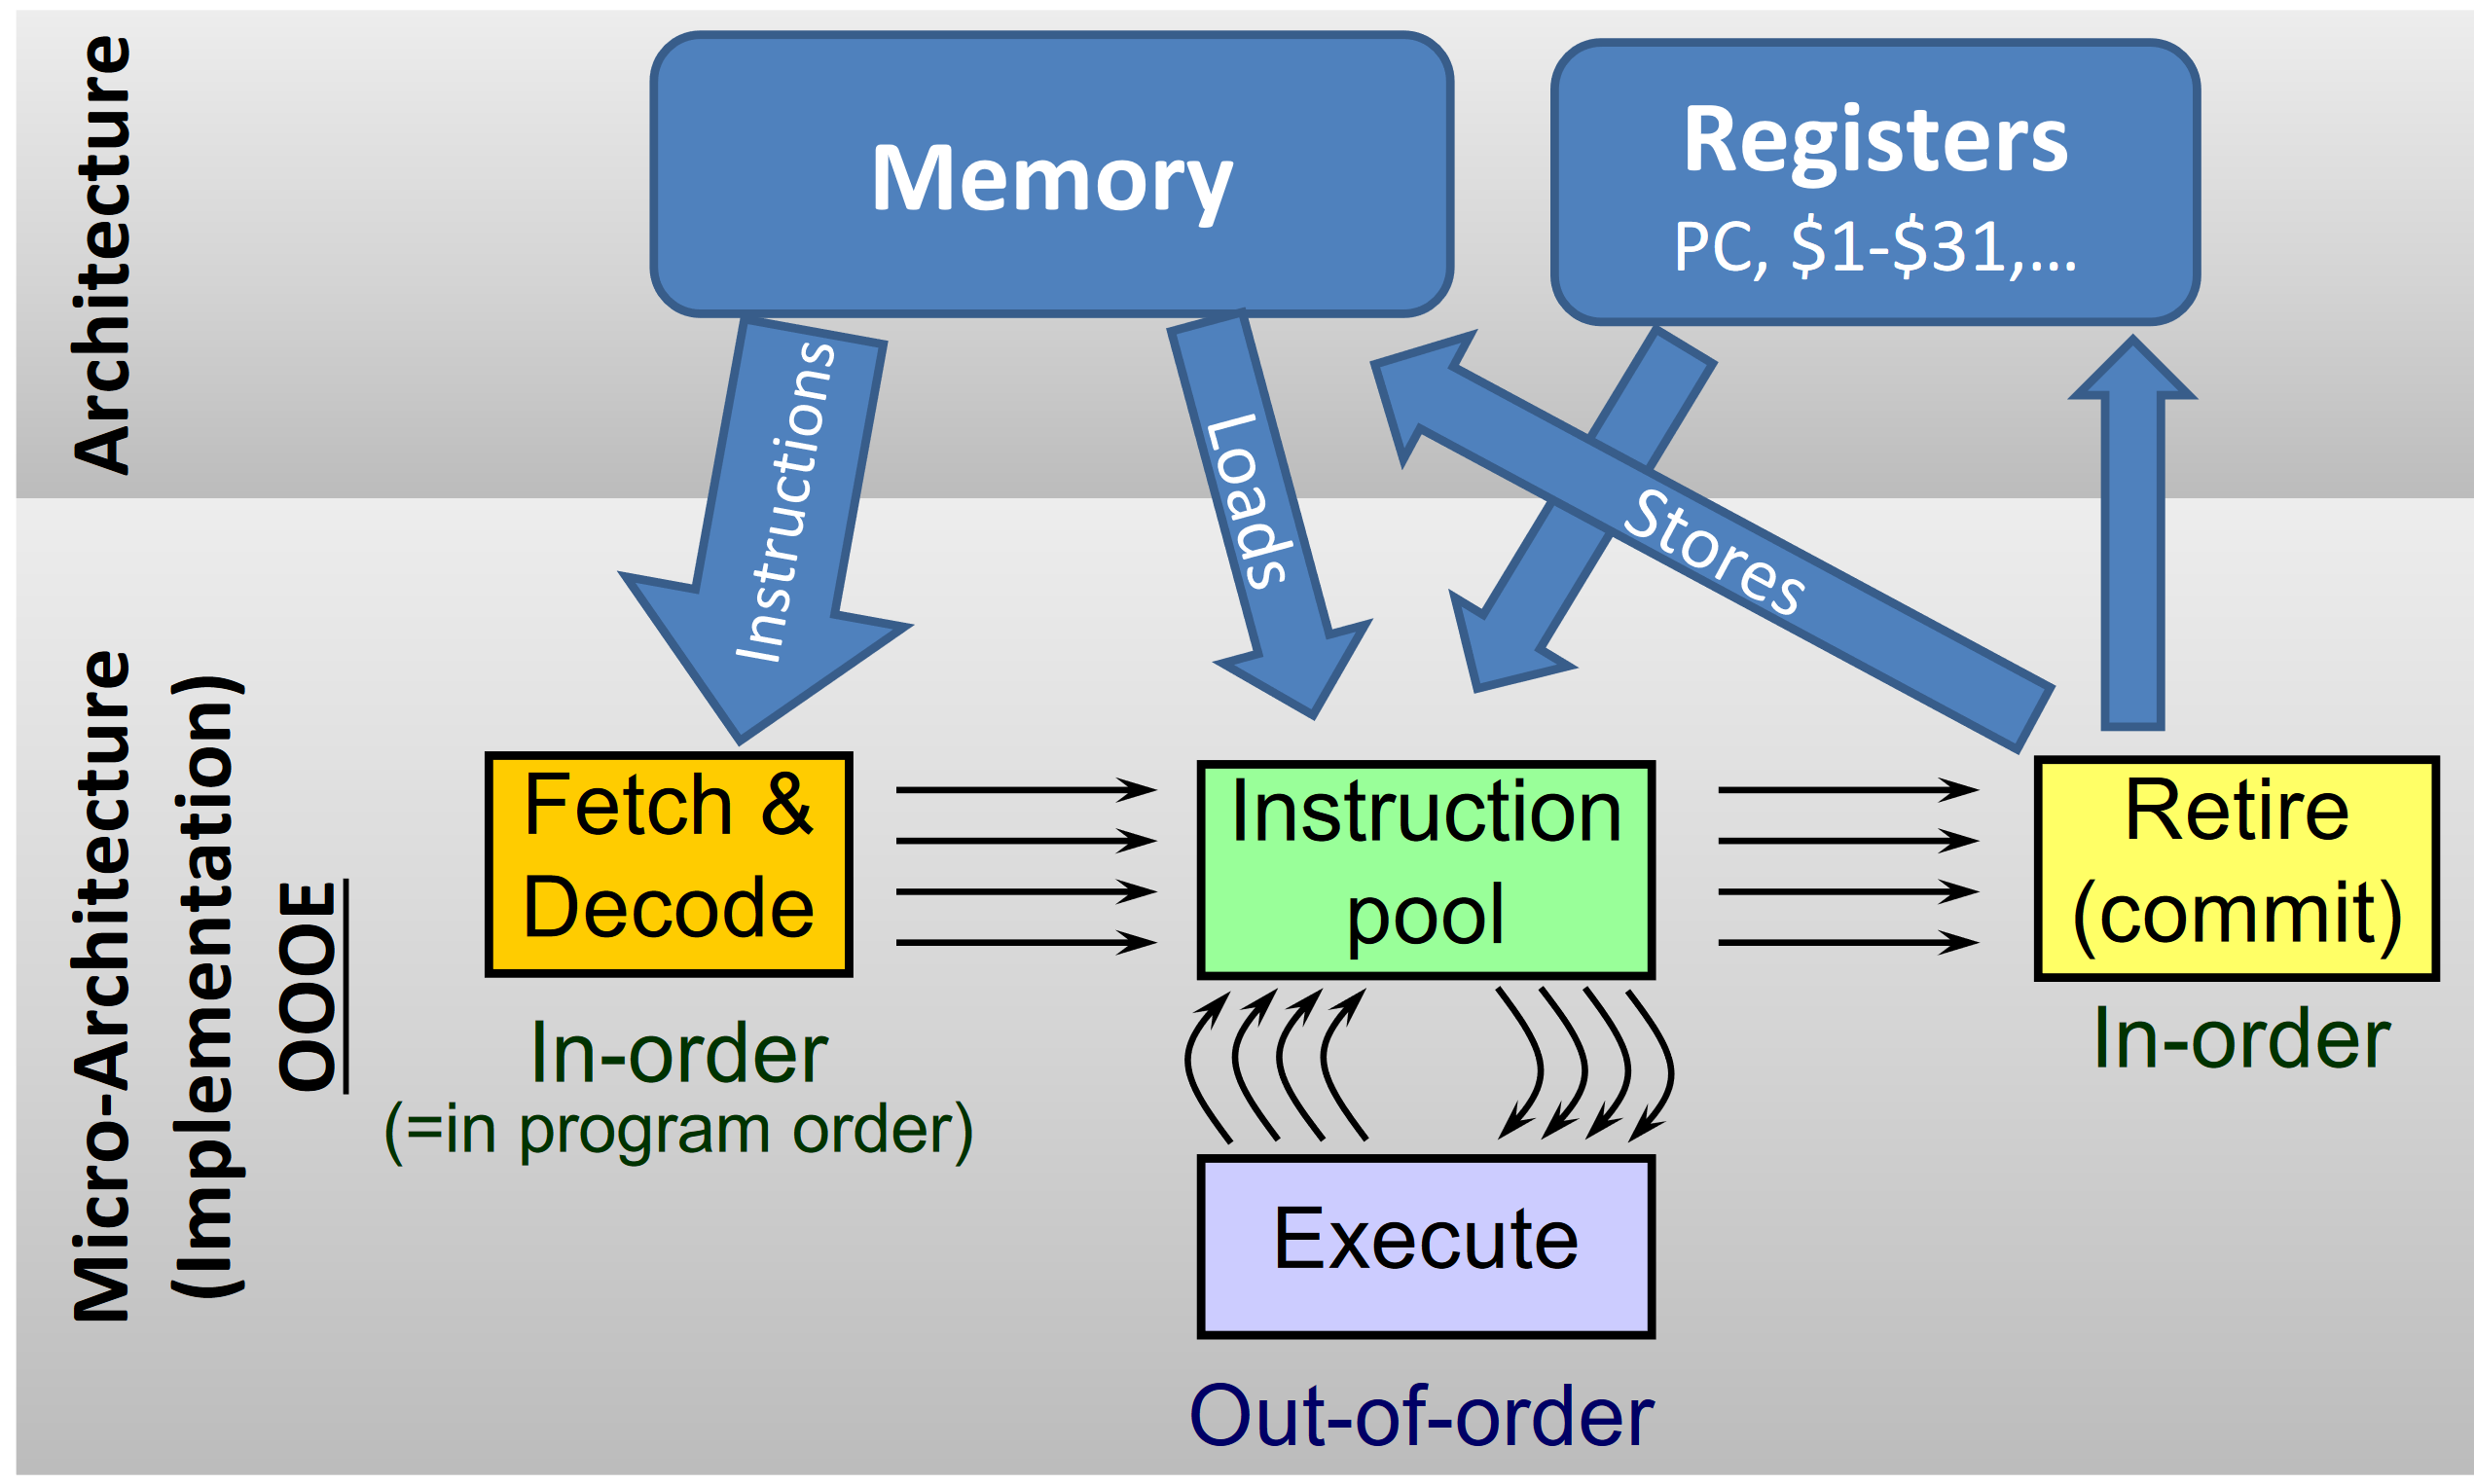 Architecture
Memory
Registers
PC, $1-$31,...
Instructions
Loads
Stores
Micro-Architecture
(Implementation)
OOOE
Fetch &
Decode
In-order
(=in program order)
Instruction
pool
Retire
(commit)
In-order
Execute
Out-of-order